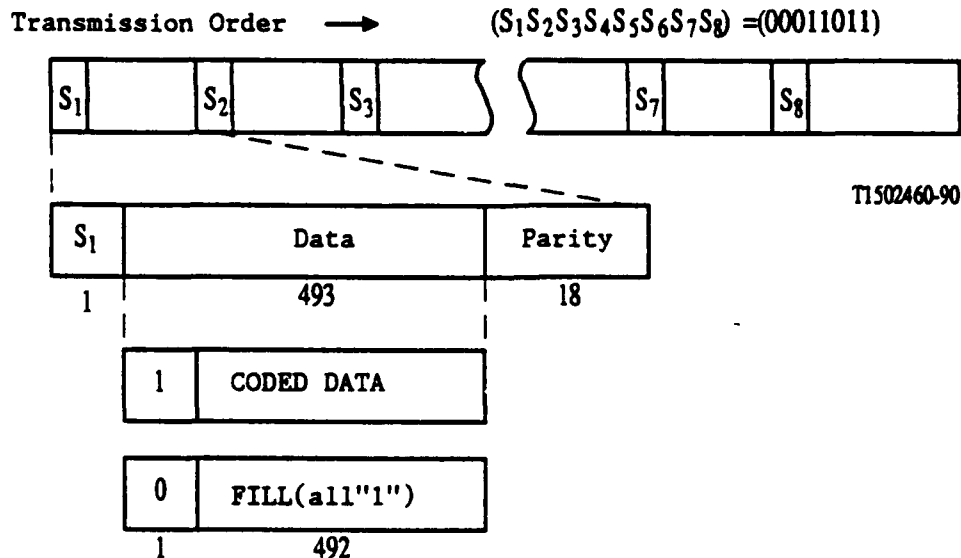 Transmission Order → (S₁S₂S₃S₄S₅S₆S₇S₈) =(00011011)
S₁ S₂ S₃ S₇ S₈
T1502460-90
S₁ Data Parity
1 493 18
1 CODED DATA
0 FILL(all"1")
1 492